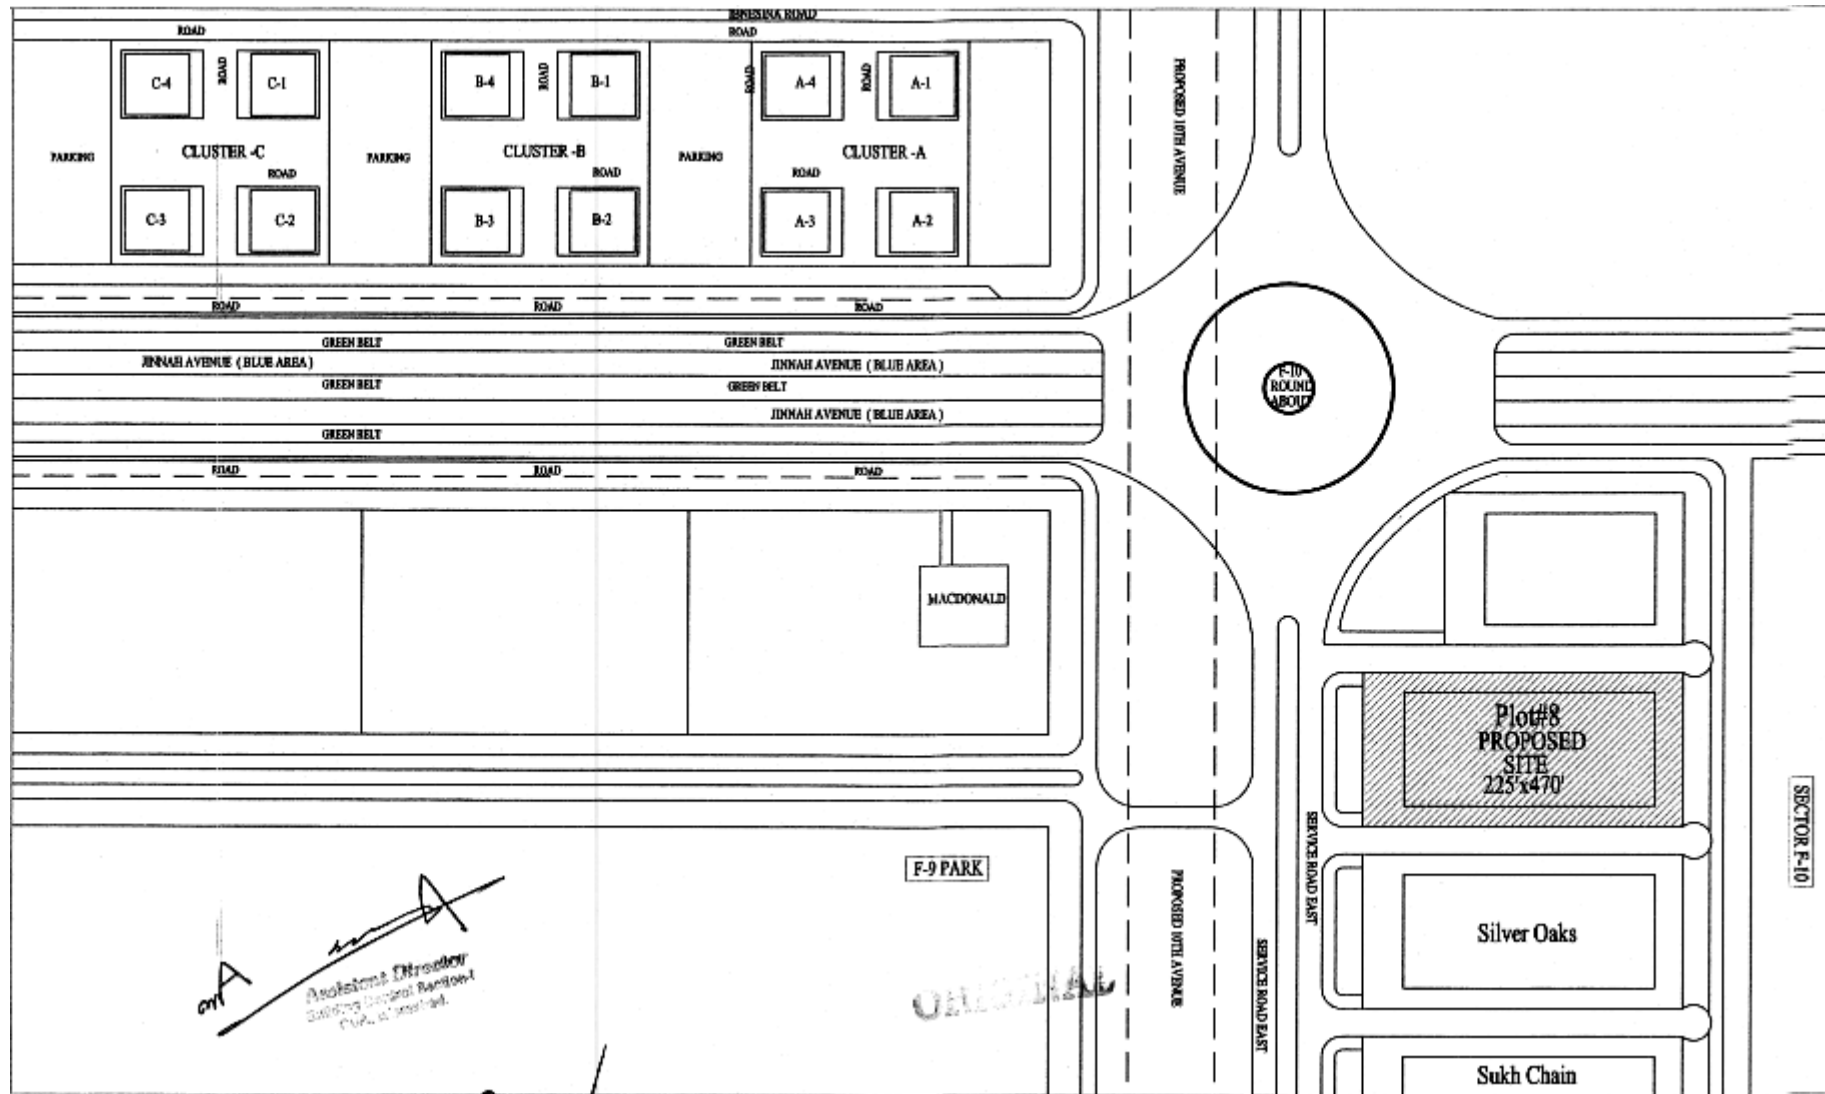 IBNESINA ROAD
ROAD
ROAD
C-4
ROAD
C-1
B-4
ROAD
B-1
ROAD
A-4
ROAD
A-1
PROPOSED 10TH AVENUE
PARKING
CLUSTER -C
PARKING
CLUSTER -B
PARKING
CLUSTER -A
ROAD
ROAD
ROAD
C-3
C-2
B-3
B-2
A-3
A-2
ROAD
ROAD
ROAD
GREEN BELT
GREEN BELT
JINNAH AVENUE ( BLUE AREA )
JINNAH AVENUE ( BLUE AREA )
GREEN BELT
GREEN BELT
JINNAH AVENUE ( BLUE AREA )
GREEN BELT
F-10
ROUND
ABOUT
ROAD
ROAD
ROAD
MACDONALD
Plot#8
PROPOSED
SITE
225'x470'
SECTOR F-10
SERVICE ROAD EAST
F-9 PARK
PROPOSED 10TH AVENUE
SERVICE ROAD EAST
Silver Oaks
Assistant Director
Building Control Section-I
ORIGINAL
Sukh Chain